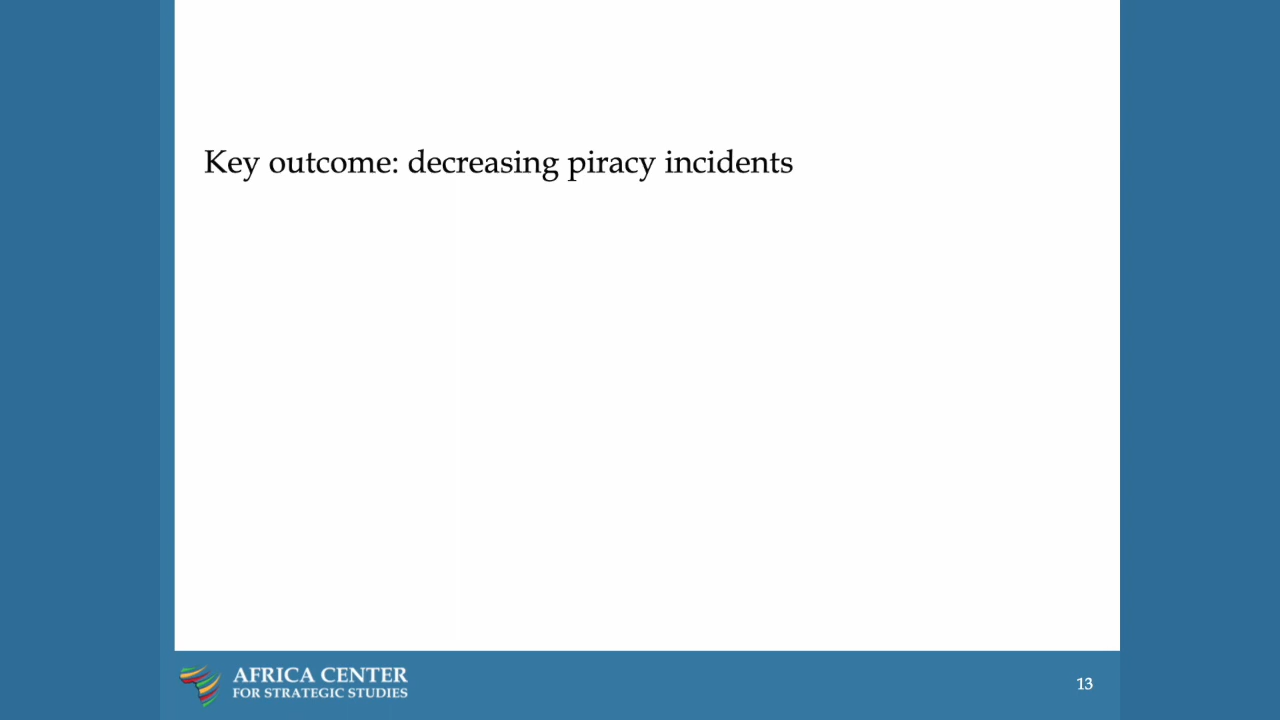 Key outcome: decreasing piracy incidents
AFRICA CENTER
FOR STRATEGIC STUDIES
13